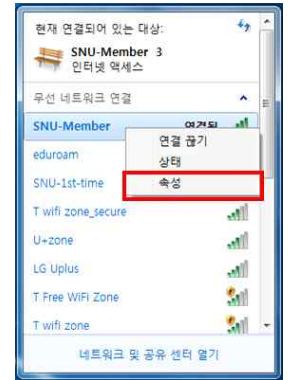 현재 연결되어 있는 대상:
SNU-Member 3
인터넷 액세스
무선 네트워크 연결
SNU-Member
연결 끊기
eduroam
상태
SNU-1st-time
속성
T wifi zone_secure
U+zone
LG Uplus
T Free WiFi Zone
T wifi zone
네트워크 및 공유 센터 열기